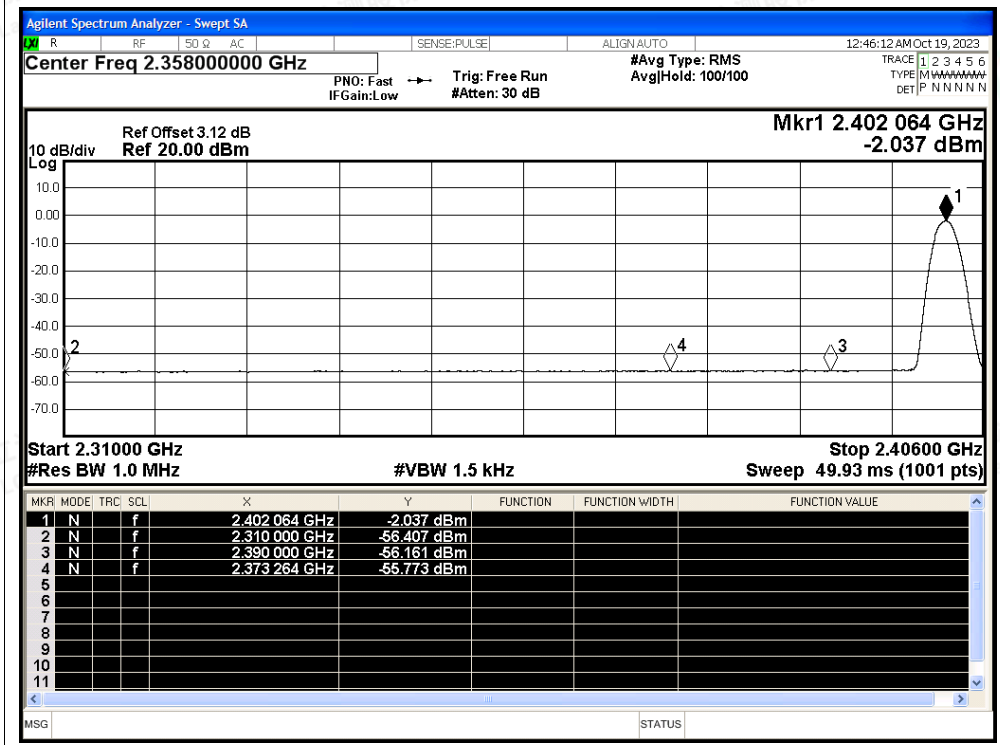 Agilent Spectrum Analyzer - Swept SA
LXI R RF 50 Ω AC SENSE:PULSE ALIGN AUTO 12:46:12 AM Oct 19, 2023
Center Freq 2.358000000 GHz #Avg Type: RMS TRACE 1 2 3 4 5 6
PNO: Fast Trig: Free Run Avg|Hold: 100/100 TYPE M
IFGain:Low #Atten: 30 dB DET P N N N N N
Mkr1 2.402 064 GHz
Ref Offset 3.12 dB
10 dB/div Ref 20.00 dBm -2.037 dBm
Log
10.0
1
0.00
-10.0
-20.0
-30.0
-40.0
-50.0 2 4 3
-60.0
-70.0
Start 2.31000 GHz Stop 2.40600 GHz
#Res BW 1.0 MHz #VBW 1.5 kHz Sweep 49.93 ms (1001 pts)
MKR MODE TRC SCL X Y FUNCTION FUNCTION WIDTH FUNCTION VALUE
1 N f 2.402 064 GHz -2.037 dBm
2 N f 2.310 000 GHz -56.407 dBm
3 N f 2.390 000 GHz -56.161 dBm
4 N f 2.373 264 GHz -55.773 dBm
5
6
7
8
9
10
11
MSG STATUS